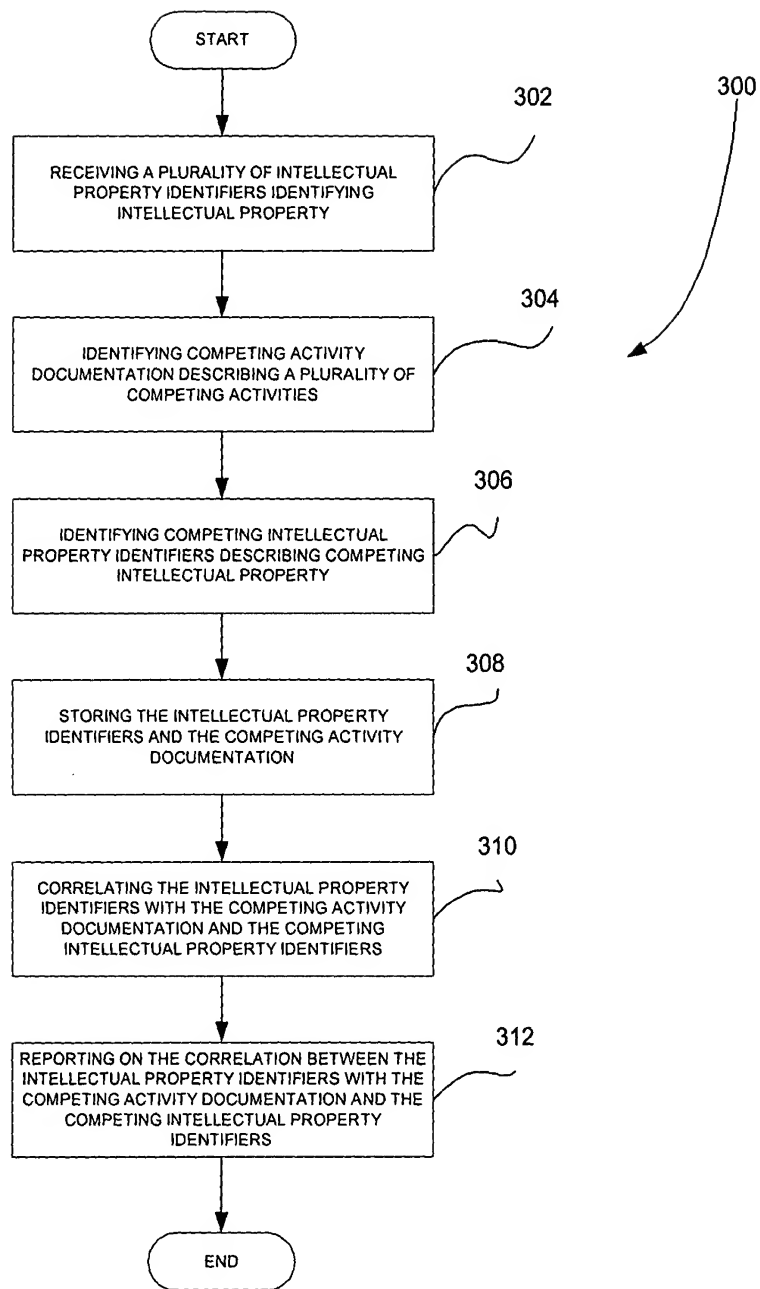 START
302
300
RECEIVING A PLURALITY OF INTELLECTUAL
PROPERTY IDENTIFIERS IDENTIFYING
INTELLECTUAL PROPERTY
304
IDENTIFYING COMPETING ACTIVITY
DOCUMENTATION DESCRIBING A PLURALITY OF
COMPETING ACTIVITIES
306
IDENTIFYING COMPETING INTELLECTUAL
PROPERTY IDENTIFIERS DESCRIBING COMPETING
INTELLECTUAL PROPERTY
308
STORING THE INTELLECTUAL PROPERTY
IDENTIFIERS AND THE COMPETING ACTIVITY
DOCUMENTATION
310
CORRELATING THE INTELLECTUAL PROPERTY
IDENTIFIERS WITH THE COMPETING ACTIVITY
DOCUMENTATION AND THE COMPETING
INTELLECTUAL PROPERTY IDENTIFIERS
312
REPORTING ON THE CORRELATION BETWEEN THE
INTELLECTUAL PROPERTY IDENTIFIERS WITH THE
COMPETING ACTIVITY DOCUMENTATION AND THE
COMPETING INTELLECTUAL PROPERTY
IDENTIFIERS
END